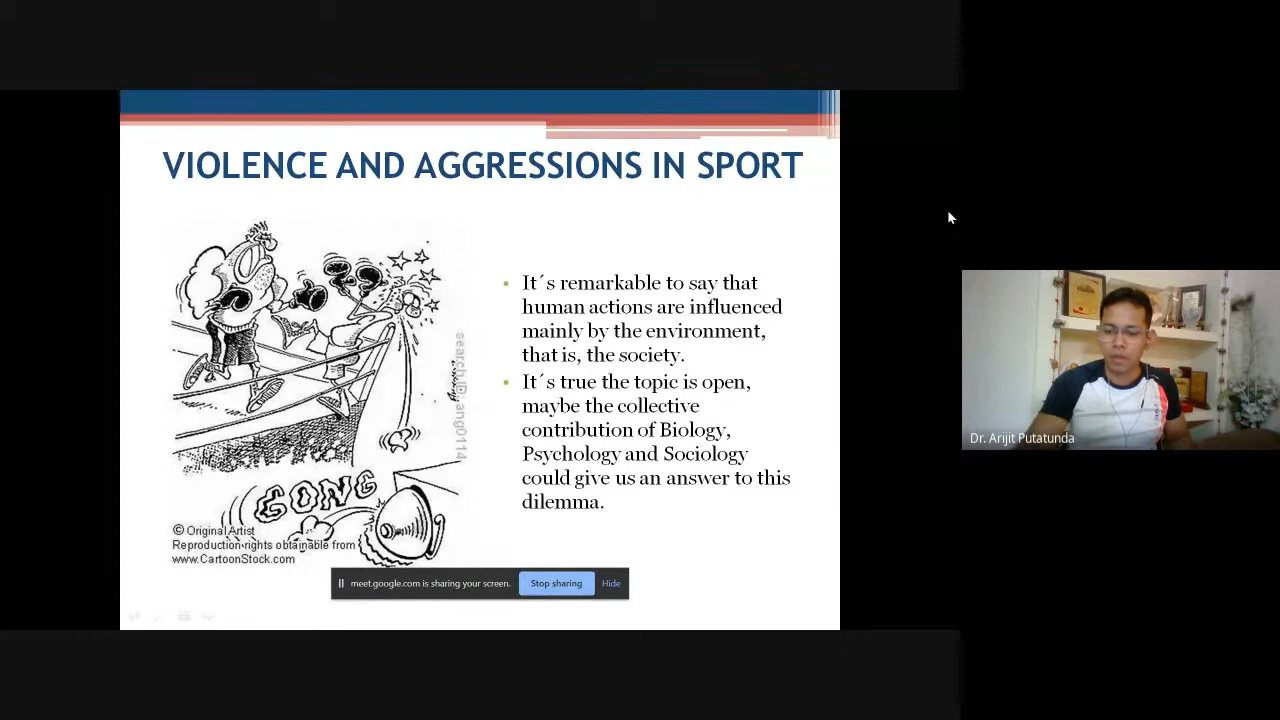 VIOLENCE AND AGGRESSIONS IN SPORT
• It´s remarkable to say that
human actions are influenced
mainly by the environment,
that is, the society.
• It´s true the topic is open,
maybe the collective
contribution of Biology,
Psychology and Sociology
could give us an answer to this
dilemma.
search ID: ang0114
GONG
© Original Artist
Reproduction rights obtainable from
www.CartoonStock.com
meet.google.com is sharing your screen.
Stop sharing
Hide
Dr. Arijit Putatunda